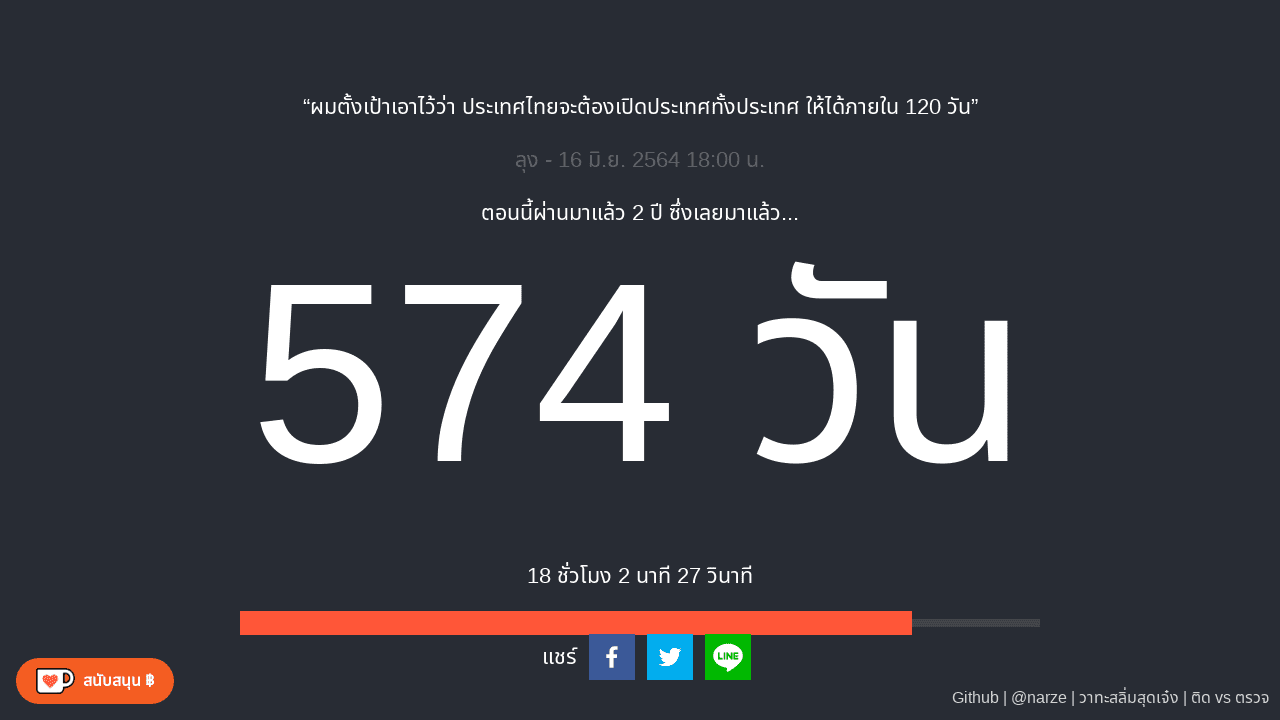 “ผมตั้งเป้าเอาไว้ว่า ประเทศไทยจะต้องเปิดประเทศทั้งประเทศ ให้ได้ภายใน 120 วัน”
ลุง - 16 มิ.ย. 2564 18:00 น.
ตอนนี้ผ่านมาแล้ว 2 ปี ซึ่งเลยมาแล้ว...
574 วัน
18 ชั่วโมง 2 นาที 27 วินาที
แชร์
LINE
สนับสนุน ฿
Github | @narze | วาทะสลิ่มสุดเจ๋ง | ติด vs ตรวจ